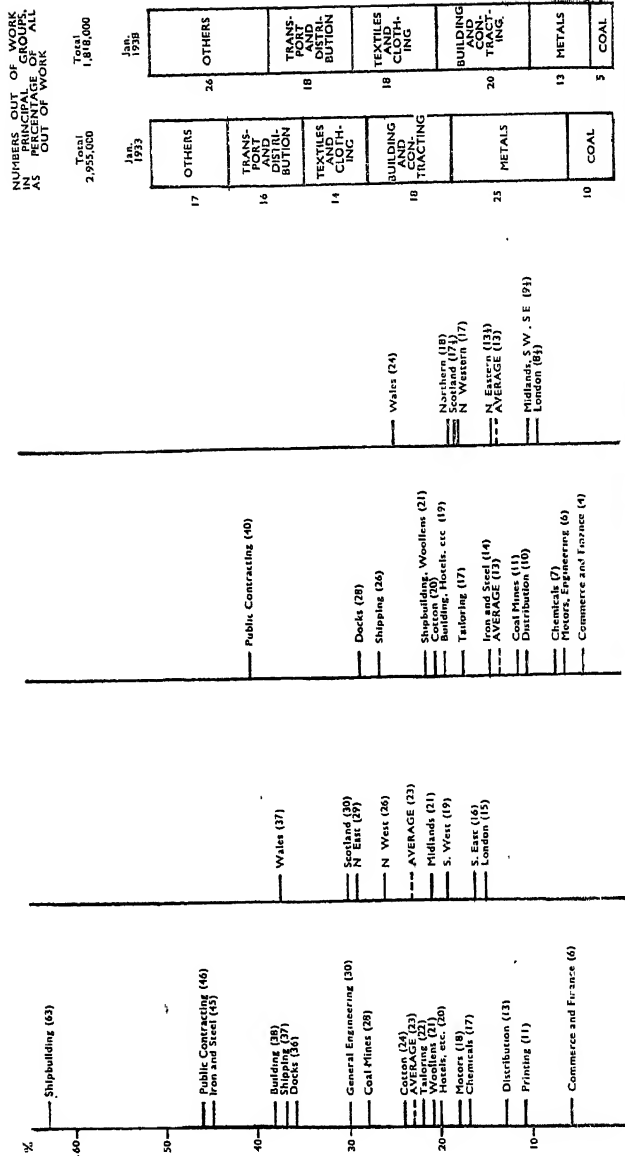 %
60
50
40
30
20
10
Shipbuilding (63)
Public Contracting (46)
Iron and Steel (45)
Building (38)
Shipping (37)
Docks (36)
General Engineering (30)
Coal Mines (28)
Cotton (24)
AVERAGE (23)
Tailoring (22)
Woollens (21)
Hotels, etc. (20)
Motors (18)
Chemicals (17)
Distribution (13)
Printing (11)
Commerce and Finance (6)
Wales (37)
Scotland (30)
N East (29)
N West (26)
AVERAGE (23)
Midlands (21)
S. West (19)
S. East (16)
London (15)
Public Contracting (40)
Docks (28)
Shipping (26)
Shipbuilding, Woollens (21)
Cotton (20)
Building, Hotels, etc (19)
Tailoring (17)
Iron and Steel (14)
AVERAGE (13)
Coal Mines (11)
Distribution (10)
Chemicals (7)
Motors, Engineering (6)
Commerce and Finance (4)
Wales (24)
Northern (18)
Scotland (17½)
N Western (17)
N Eastern (13½)
AVERAGE (13)
Midlands, S W, S E (9½)
London (8½)
NUMBERS OUT OF WORK
IN PRINCIPAL GROUPS,
AS PERCENTAGE OF ALL
OUT OF WORK
Total
2,955,000
Jan.
1933
17
OTHERS
16
TRANS-
PORT
AND
DISTRI-
BUTION
14
TEXTILES
AND
CLOTH-
ING
18
BUILDING
AND
CON-
TRACTING
25
METALS
10
COAL
Total
1,818,000
Jan.
1938
26
OTHERS
18
TRANS-
PORT
AND
DISTRI-
BUTION
18
TEXTILES
AND
CLOTH-
ING
20
BUILDING
AND
CON-
TRACT-
ING.
13
METALS
5
COAL